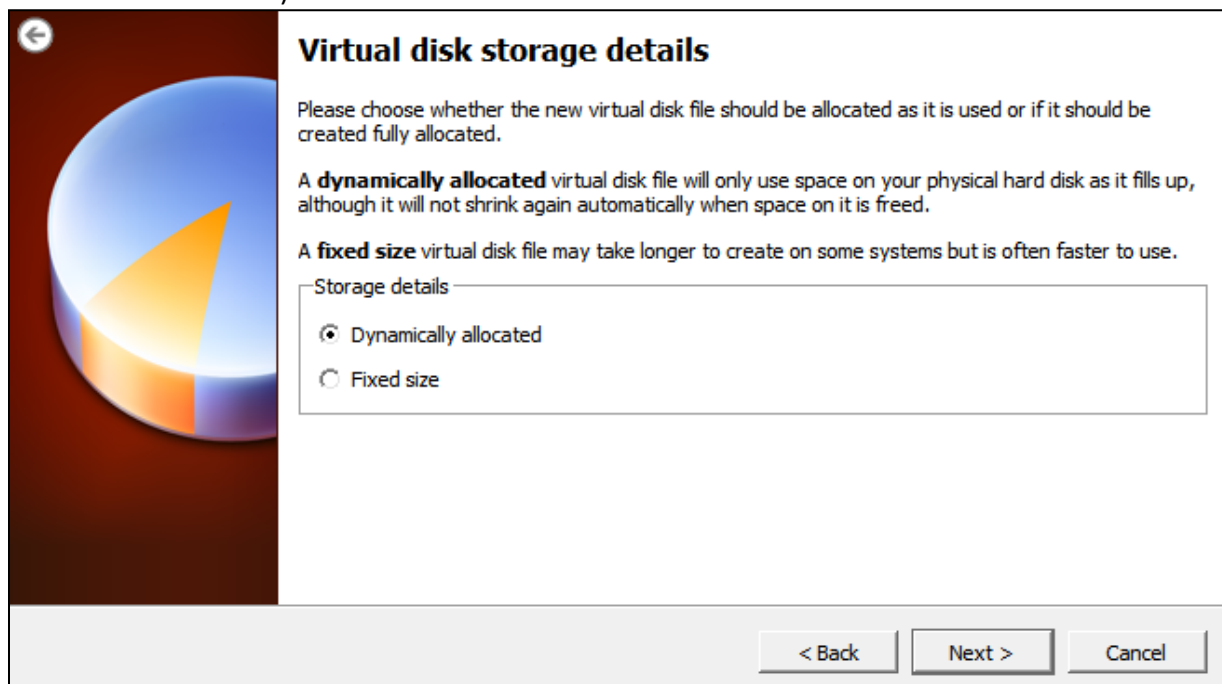 Virtual disk storage details
Please choose whether the new virtual disk file should be allocated as it is used or if it should be
created fully allocated.
A dynamically allocated virtual disk file will only use space on your physical hard disk as it fills up,
although it will not shrink again automatically when space on it is freed.
A fixed size virtual disk file may take longer to create on some systems but is often faster to use.
Storage details
Dynamically allocated
Fixed size
< Back
Next >
Cancel